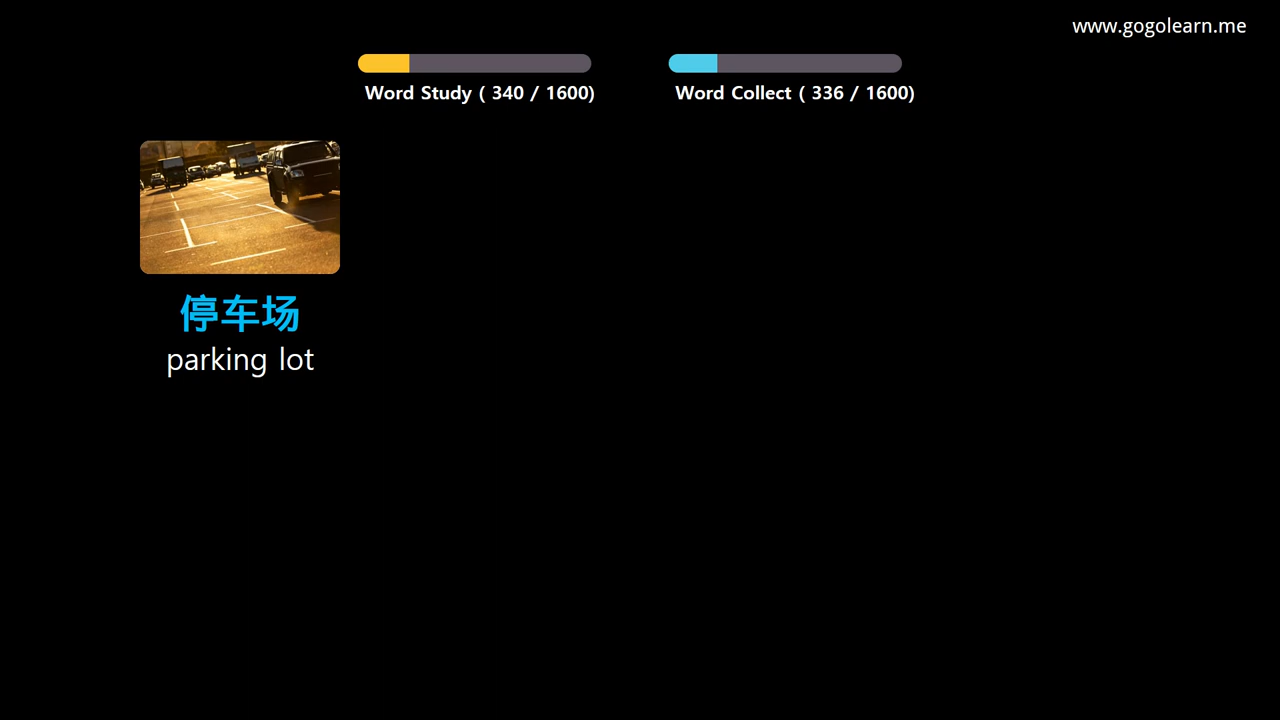 www.gogolearn.me
Word Study ( 340 / 1600)
Word Collect ( 336 / 1600)
停车场
parking lot